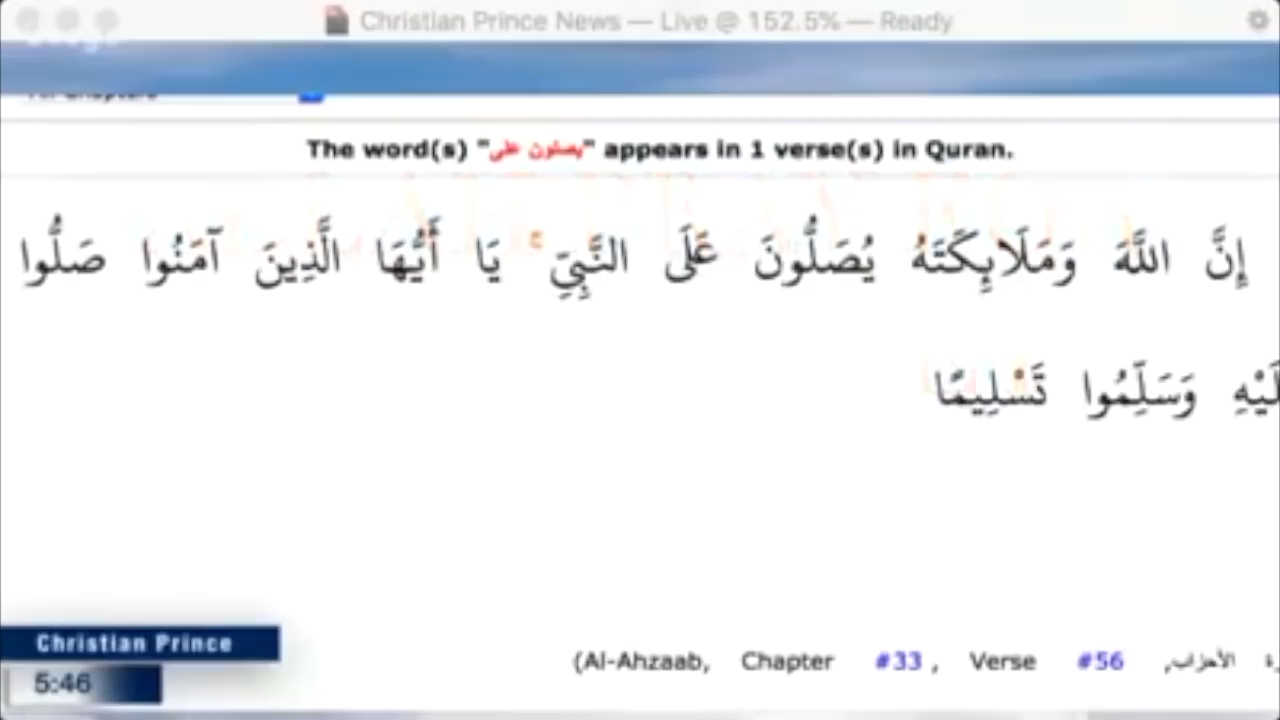 Christian Prince News — Live @ 152.5% — Ready
The word(s) "يصلون على" appears in 1 verse(s) in Quran.
إِنَّ اللَّهَ وَمَلَائِكَتَهُ يُصَلُّونَ عَلَى النَّبِيِّ ۚ يَا أَيُّهَا الَّذِينَ آمَنُوا صَلُّوا
لَيْهِ وَسَلِّمُوا تَسْلِيمًا
(Al-Ahzaab, Chapter #33, Verse #56 ,الأحزاب
Christian Prince
5:46